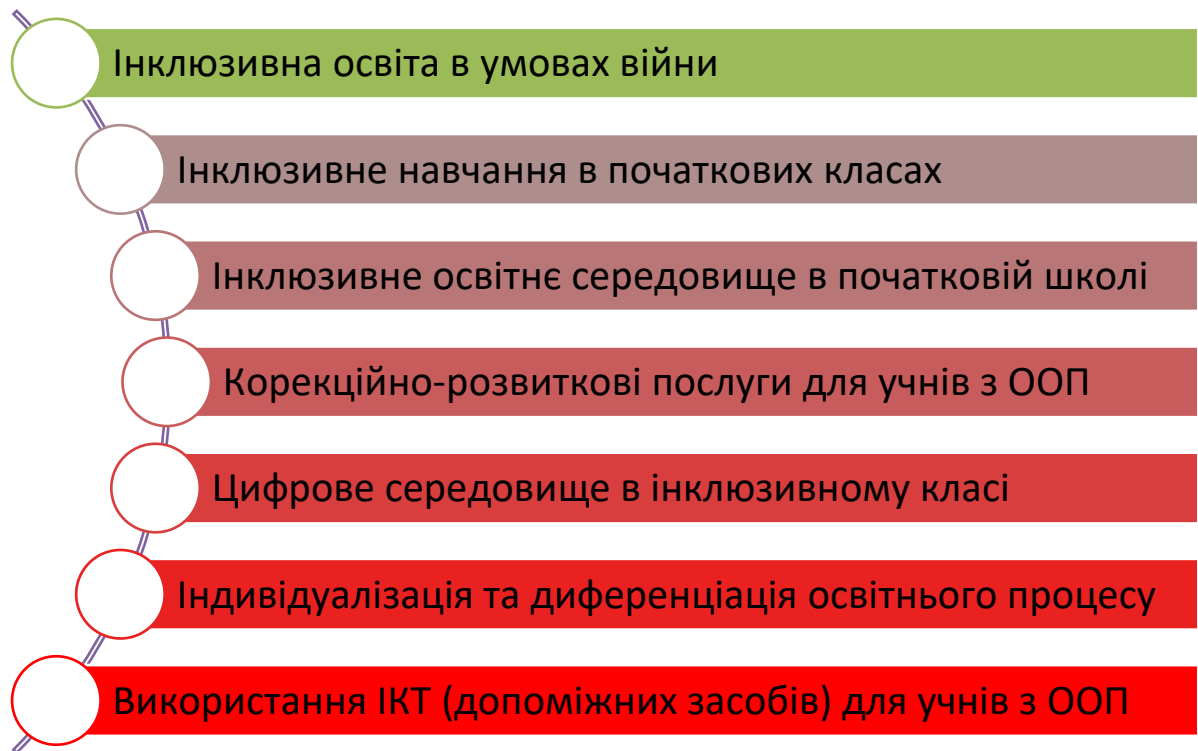 Інклюзивна освіта в умовах війни
Інклюзивне навчання в початкових класах
Інклюзивне освітнє середовище в початковій школі
Корекційно-розвиткові послуги для учнів з ООП
Цифрове середовище в інклюзивному класі
Індивідуалізація та диференціація освітнього процесу
Використання ІКТ (допоміжних засобів) для учнів з ООП